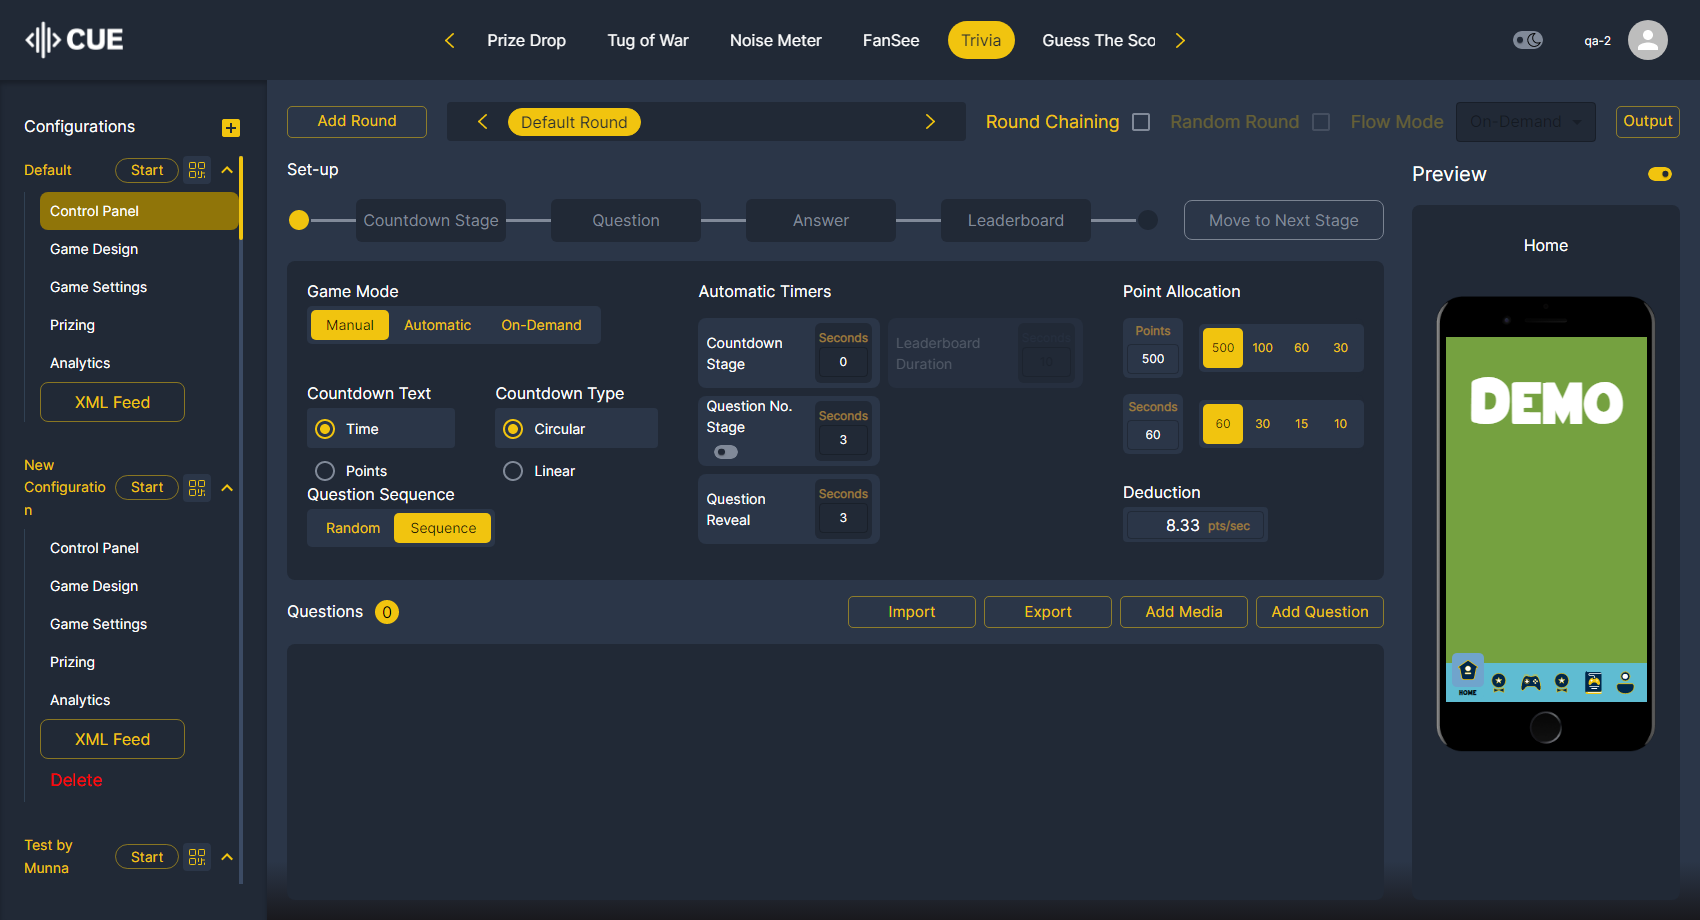 CUE
Prize Drop
Tug of War
Noise Meter
FanSee
Trivia
Guess The Sco
qa-2
Configurations
Default
Start
Control Panel
Game Design
Game Settings
Prizing
Analytics
XML Feed
New
Configuratio
n
Start
Control Panel
Game Design
Game Settings
Prizing
Analytics
XML Feed
Delete
Test by
Munna
Start
Add Round
Default Round
Round Chaining
Random Round
Flow Mode
On-Demand
Output
Set-up
Countdown Stage
Question
Answer
Leaderboard
Move to Next Stage
Game Mode
Manual
Automatic
On-Demand
Countdown Text
Time
Points
Countdown Type
Circular
Linear
Question Sequence
Random
Sequence
Automatic Timers
Countdown
Stage
Seconds
0
Leaderboard
Duration
Seconds
10
Question No.
Stage
Seconds
3
Question
Reveal
Seconds
3
Point Allocation
Points
500
500
100
60
30
Seconds
60
60
30
15
10
Deduction
8.33 pts/sec
Questions 0
Import
Export
Add Media
Add Question
Preview
Home
DEMO
HOME